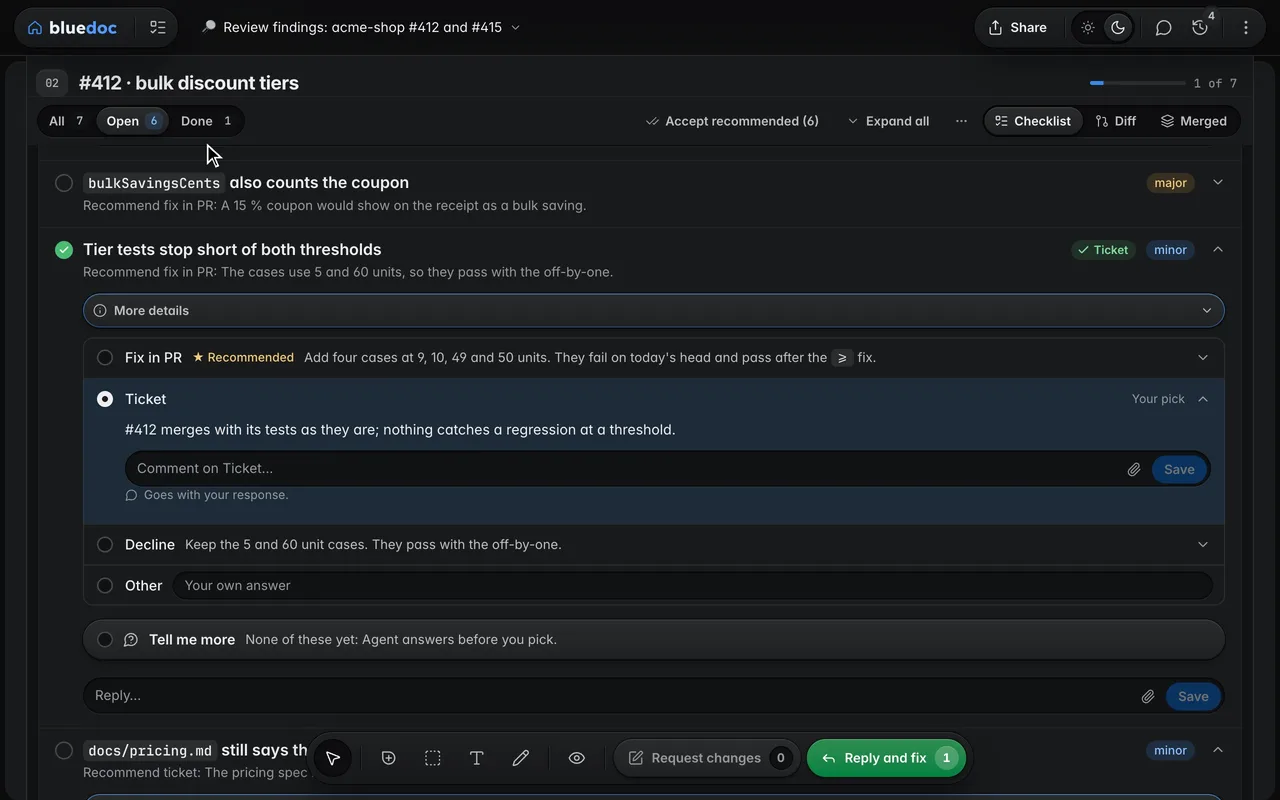 bluedoc
Review findings: acme-shop #412 and #415
Share
4
02
#412 · bulk discount tiers
1 of 7
All 7
Open 6
Done 1
Accept recommended (6)
Expand all
Checklist
Diff
Merged
bulkSavingsCents also counts the coupon
major
Recommend fix in PR: A 15 % coupon would show on the receipt as a bulk saving.
Tier tests stop short of both thresholds
Ticket
minor
Recommend fix in PR: The cases use 5 and 60 units, so they pass with the off-by-one.
More details
Fix in PR ★ Recommended Add four cases at 9, 10, 49 and 50 units. They fail on today's head and pass after the ≥ fix.
Ticket
Your pick
#412 merges with its tests as they are; nothing catches a regression at a threshold.
Comment on Ticket...
Save
Goes with your response.
Decline Keep the 5 and 60 unit cases. They pass with the off-by-one.
Other Your own answer
Tell me more None of these yet: Agent answers before you pick.
Reply...
Save
docs/pricing.md still says th
minor
Recommend ticket: The pricing spec
Request changes 0
Reply and fix 1